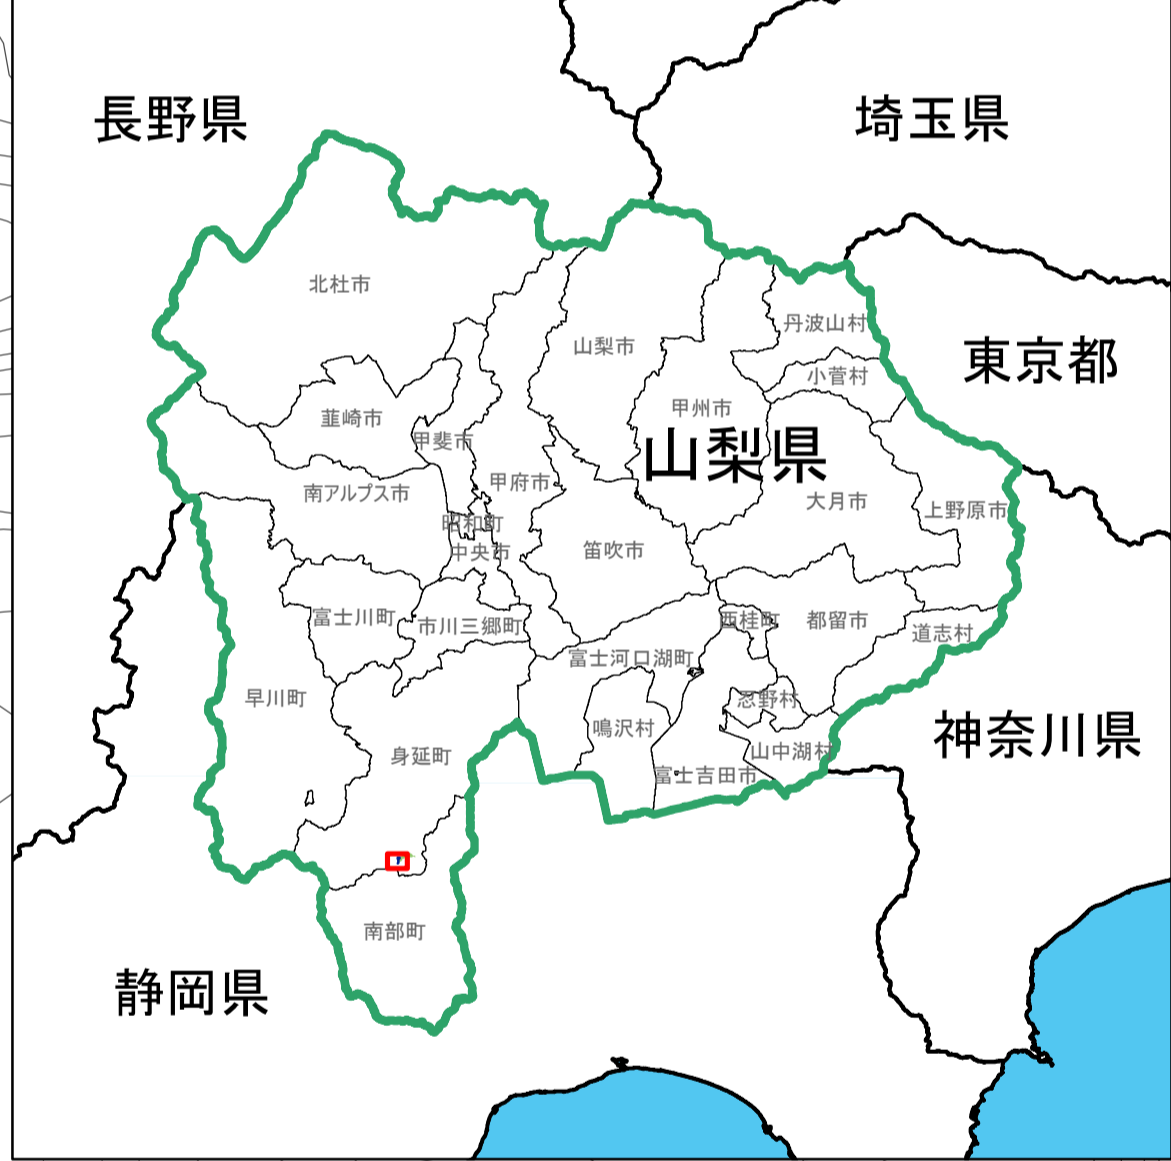 長野県
埼玉県
北杜市
丹波山村
山梨市
東京都
小菅村
甲州市
韮崎市
甲斐市
山梨県
甲府市
南アルプス市
大月市
上野原市
昭和町
中央市
笛吹市
富士川町
西桂町
都留市
市川三郷町
道志村
富士河口湖町
早川町
忍野村
鳴沢村
神奈川県
山中湖村
身延町
富士吉田市
南部町
静岡県